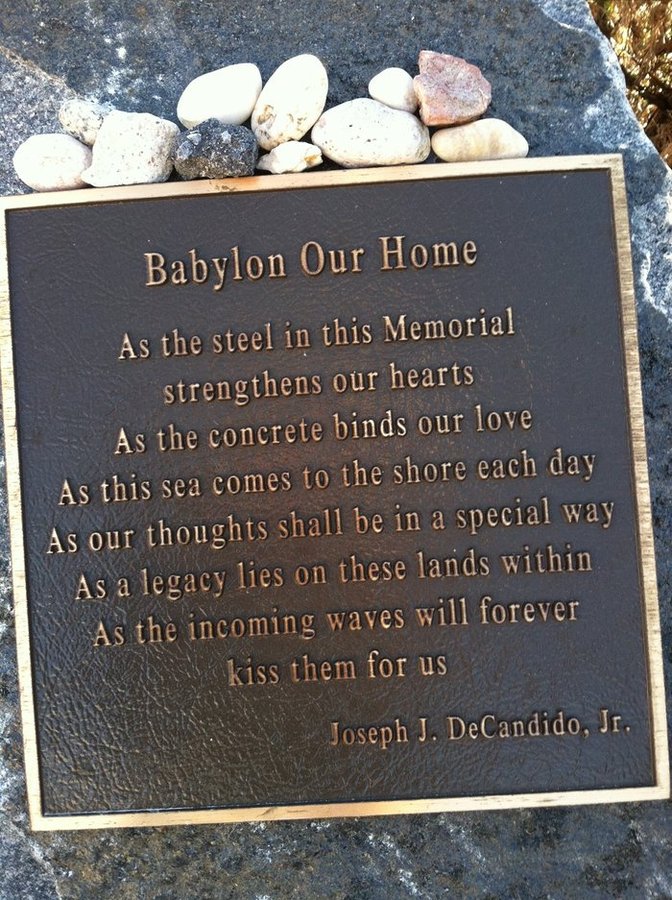 Babylon Our Home
As the steel in this Memorial
strengthens our hearts
As the concrete binds our love
As this sea comes to the shore each day
As our thoughts shall be in a special way
As a legacy lies on these lands within
As the incoming waves will forever
kiss them for us
Joseph J. DeCandido, Jr.